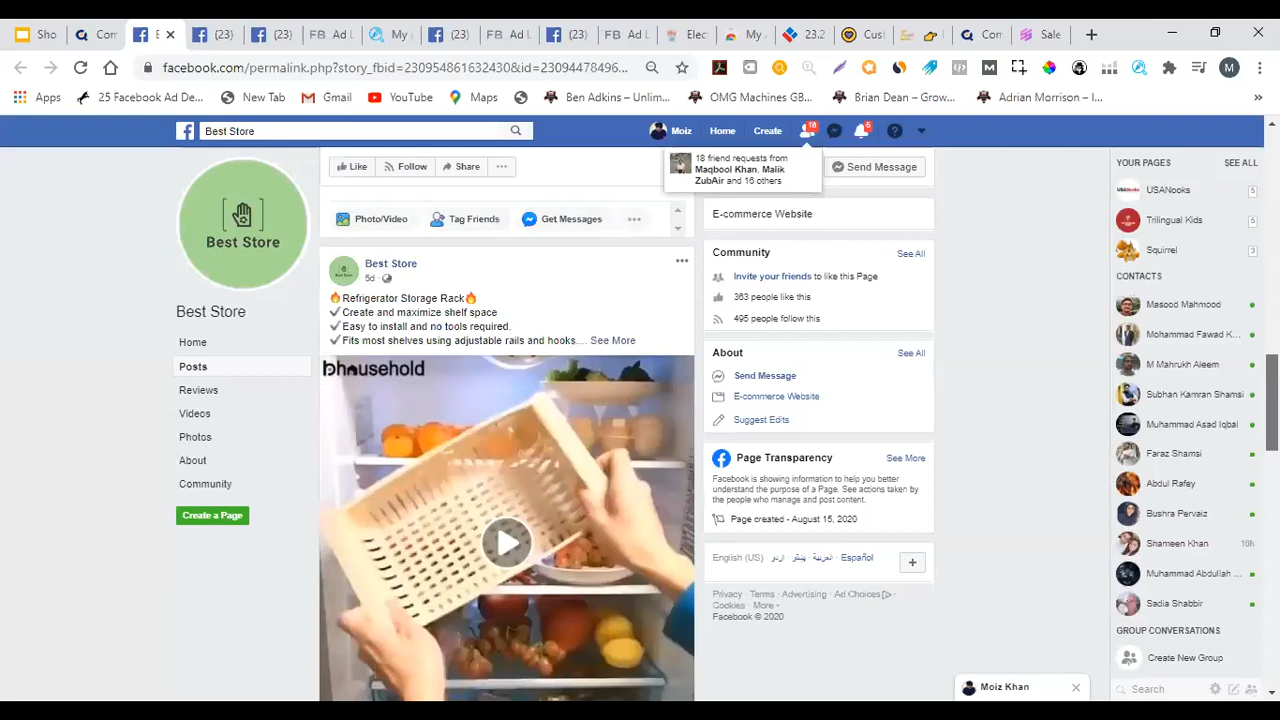 Sho
Com
(23)
(23)
Ad L
My
(23)
Ad L
(23)
Ad L
Elec
My
23.2
Cust
Com
Sale
facebook.com/permalink.php?story_fbid=230954861632430&id=23094478496...
M
Apps
25 Facebook Ad De...
New Tab
Gmail
YouTube
Maps
Ben Adkins – Unlim...
OMG Machines GB...
Brian Dean – Grow...
Adrian Morrison – I...
»
Best Store
Moiz
Home
Create
18
5
18 friend requests from
Maqbool Khan, Malik
ZubAir and 16 others
Like
Follow
Share
...
Send Message
Photo/Video
Tag Friends
Get Messages
...
Best Store
Best Store
Home
Posts
Reviews
Videos
Photos
About
Community
Create a Page
Best Store
5d ·
🔥Refrigerator Storage Rack🔥
✓Create and maximize shelf space
✓Easy to install and no tools required.
✓Fits most shelves using adjustable rails and hooks.... See More
bhausehold
E-commerce Website
Community
See All
Invite your friends to like this Page
363 people like this
495 people follow this
About
See All
Send Message
E-commerce Website
Suggest Edits
Page Transparency
See More
Facebook is showing information to help you better
understand the purpose of a Page. See actions taken by
the people who manage and post content.
Page created - August 15, 2020
English (US) · اردو · پښتو · العربية · Español
Privacy · Terms · Advertising · Ad Choices ·
Cookies · More
Facebook © 2020
YOUR PAGES
SEE ALL
USANooks
5
Trilingual Kids
5
Squirrel
3
CONTACTS
Masood Mahmood
Mohammad Fawad K...
M Mahrukh Aleem
Subhan Kamran Shamsi
Muhammad Asad Iqbal
Faraz Shamsi
Abdul Rafey
Bushra Pervaiz
Shameen Khan
16h
Muhammad Abdullah ...
Sadia Shabbir
GROUP CONVERSATIONS
Create New Group
Search
Moiz Khan